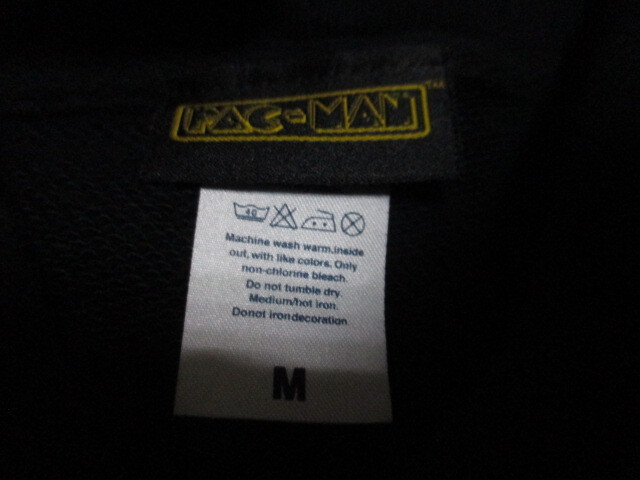 PAC-MAN™
40
Machine wash warm,inside
out, with like colors. Only
non-chlorine bleach.
Do not tumble dry.
Medium/hot iron.
Donot irondecoration
M